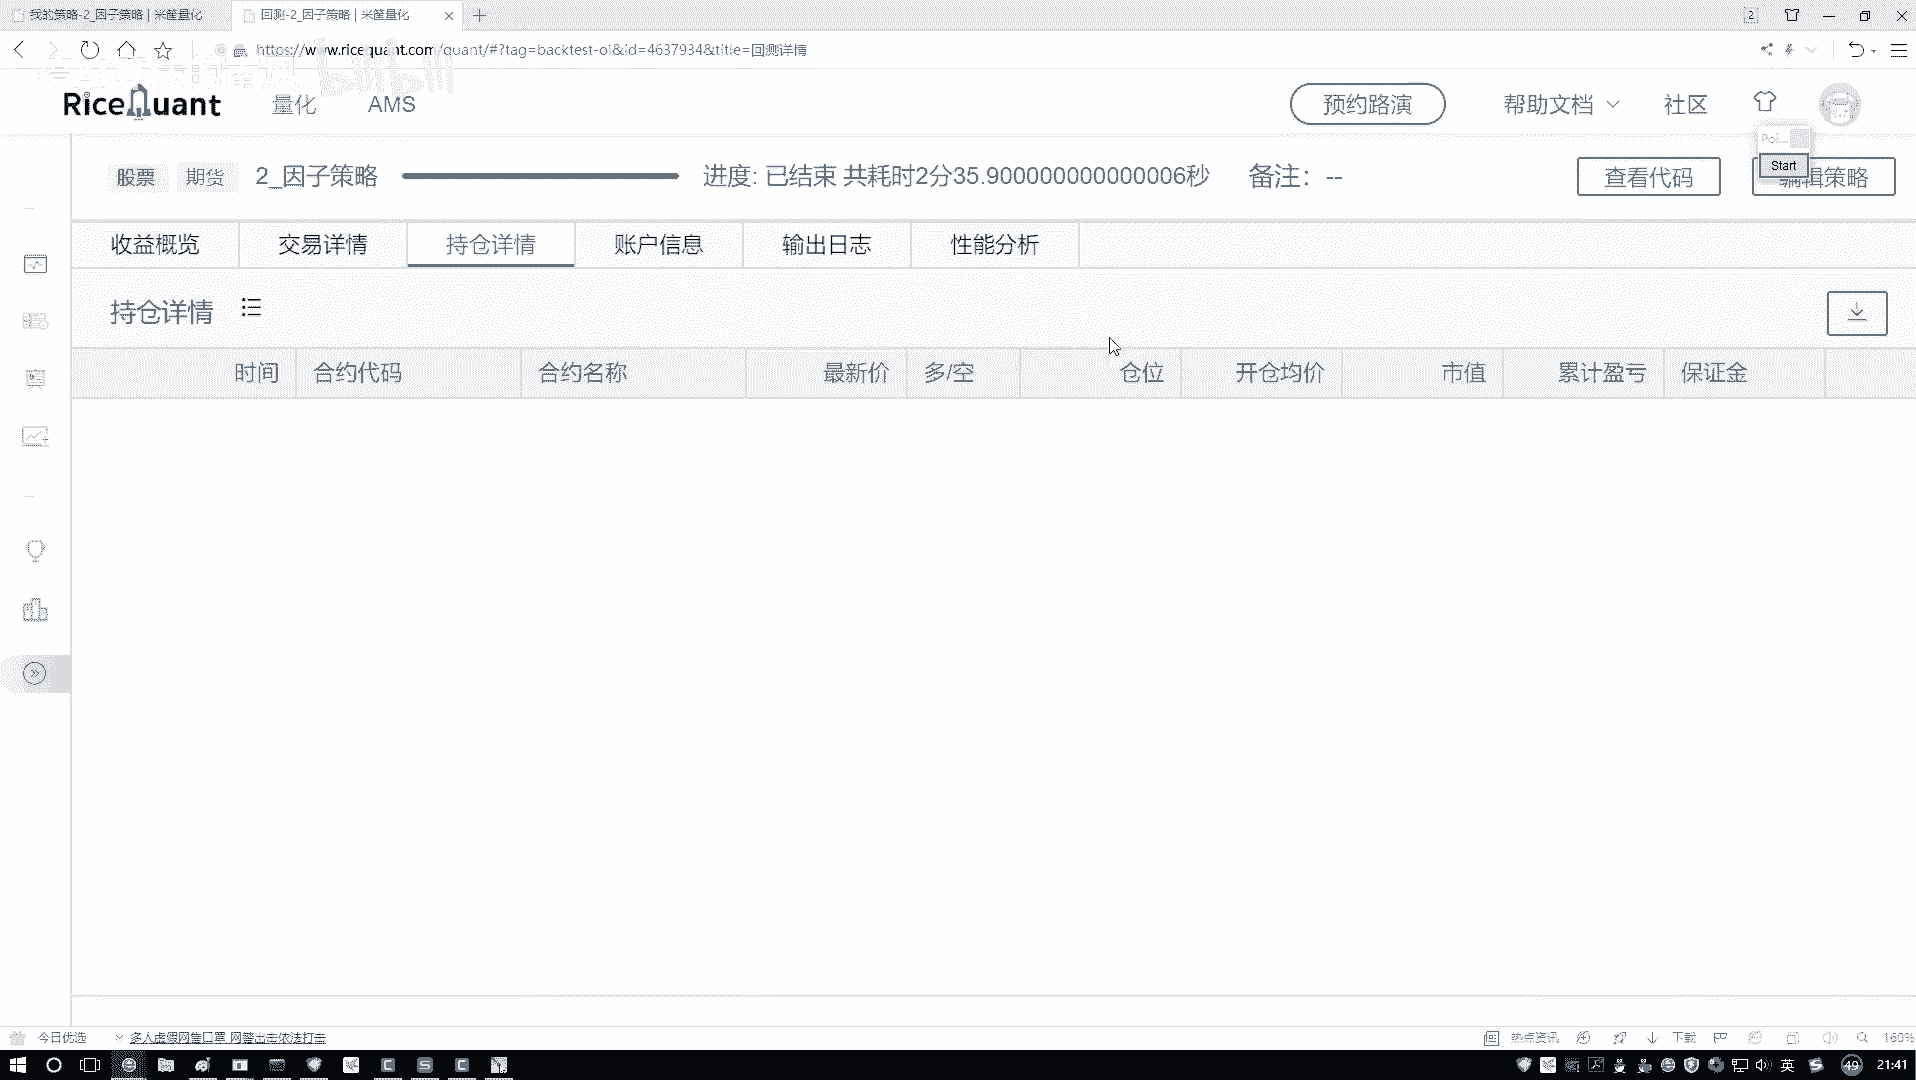 我的策略-2_因子策略 | 米筐量化
回测-2_因子策略 | 米筐量化
2
https://www.ricequant.com/quant/#?tag=backtest-ol&id=4637934&title=回测详情
bilibili
RiceQuant
量化
AMS
预约路演
帮助文档
社区
Poi...
Start
股票
期货
2_因子策略
进度: 已结束 共耗时2分35.900000000000006秒
备注: --
查看代码
编辑策略
收益概览
交易详情
持仓详情
账户信息
输出日志
性能分析
持仓详情
时间
合约代码
合约名称
最新价
多/空
仓位
开仓均价
市值
累计盈亏
保证金
今日优选
多人虚假网售口罩 网警出击依法打击
热点资讯
下载
160%
英
49
21:41